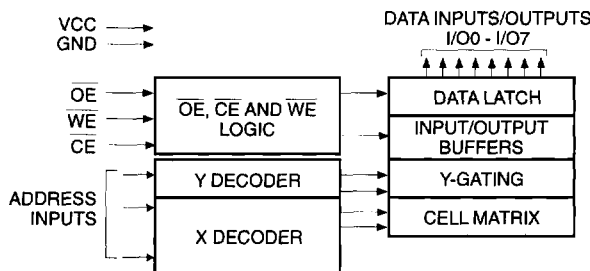 VCC
GND
DATA INPUTS/OUTPUTS
I/O0 - I/O7
OE
WE
CE
OE, CE AND WE
LOGIC
DATA LATCH
INPUT/OUTPUT
BUFFERS
ADDRESS
INPUTS
Y DECODER
Y-GATING
X DECODER
CELL MATRIX